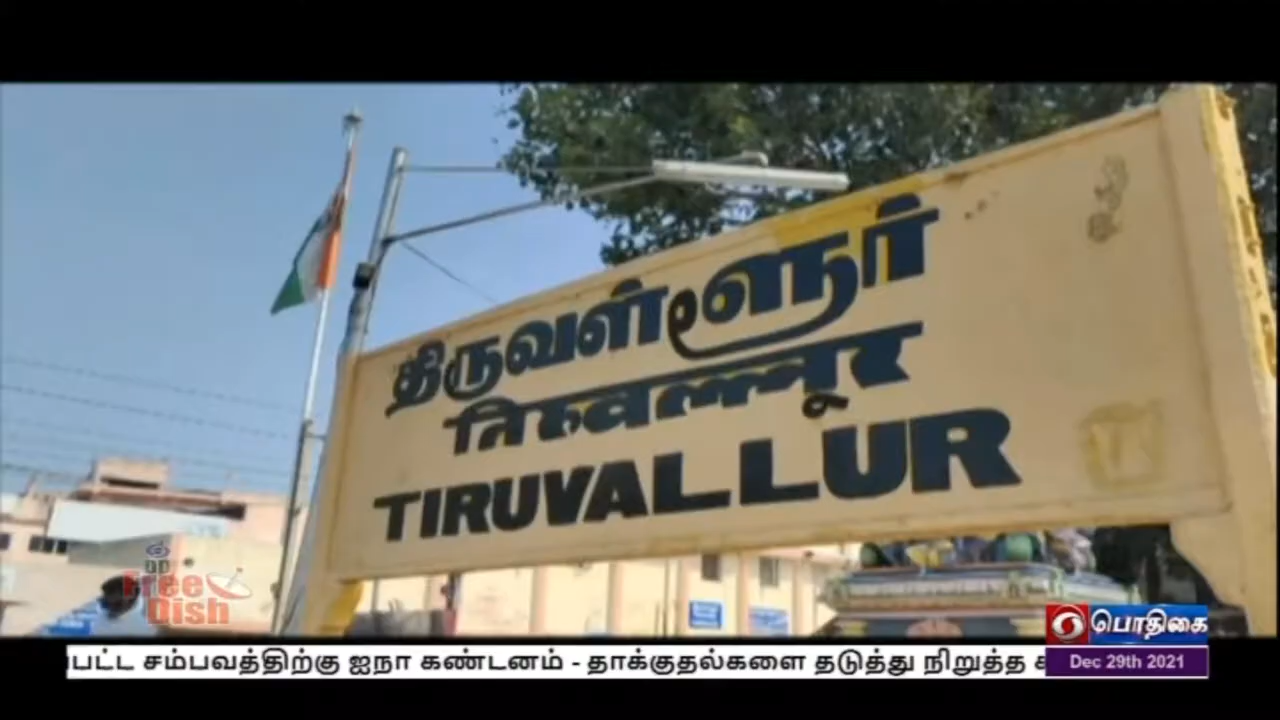 திருவள்ளூர்
तिरुवल्लूर
TIRUVALLUR
DD
Free
Dish
பொதிகை
பட்ட சம்பவத்திற்கு ஐநா கண்டனம் - தாக்குதல்களை தடுத்து நிறுத்த
Dec 29th 2021